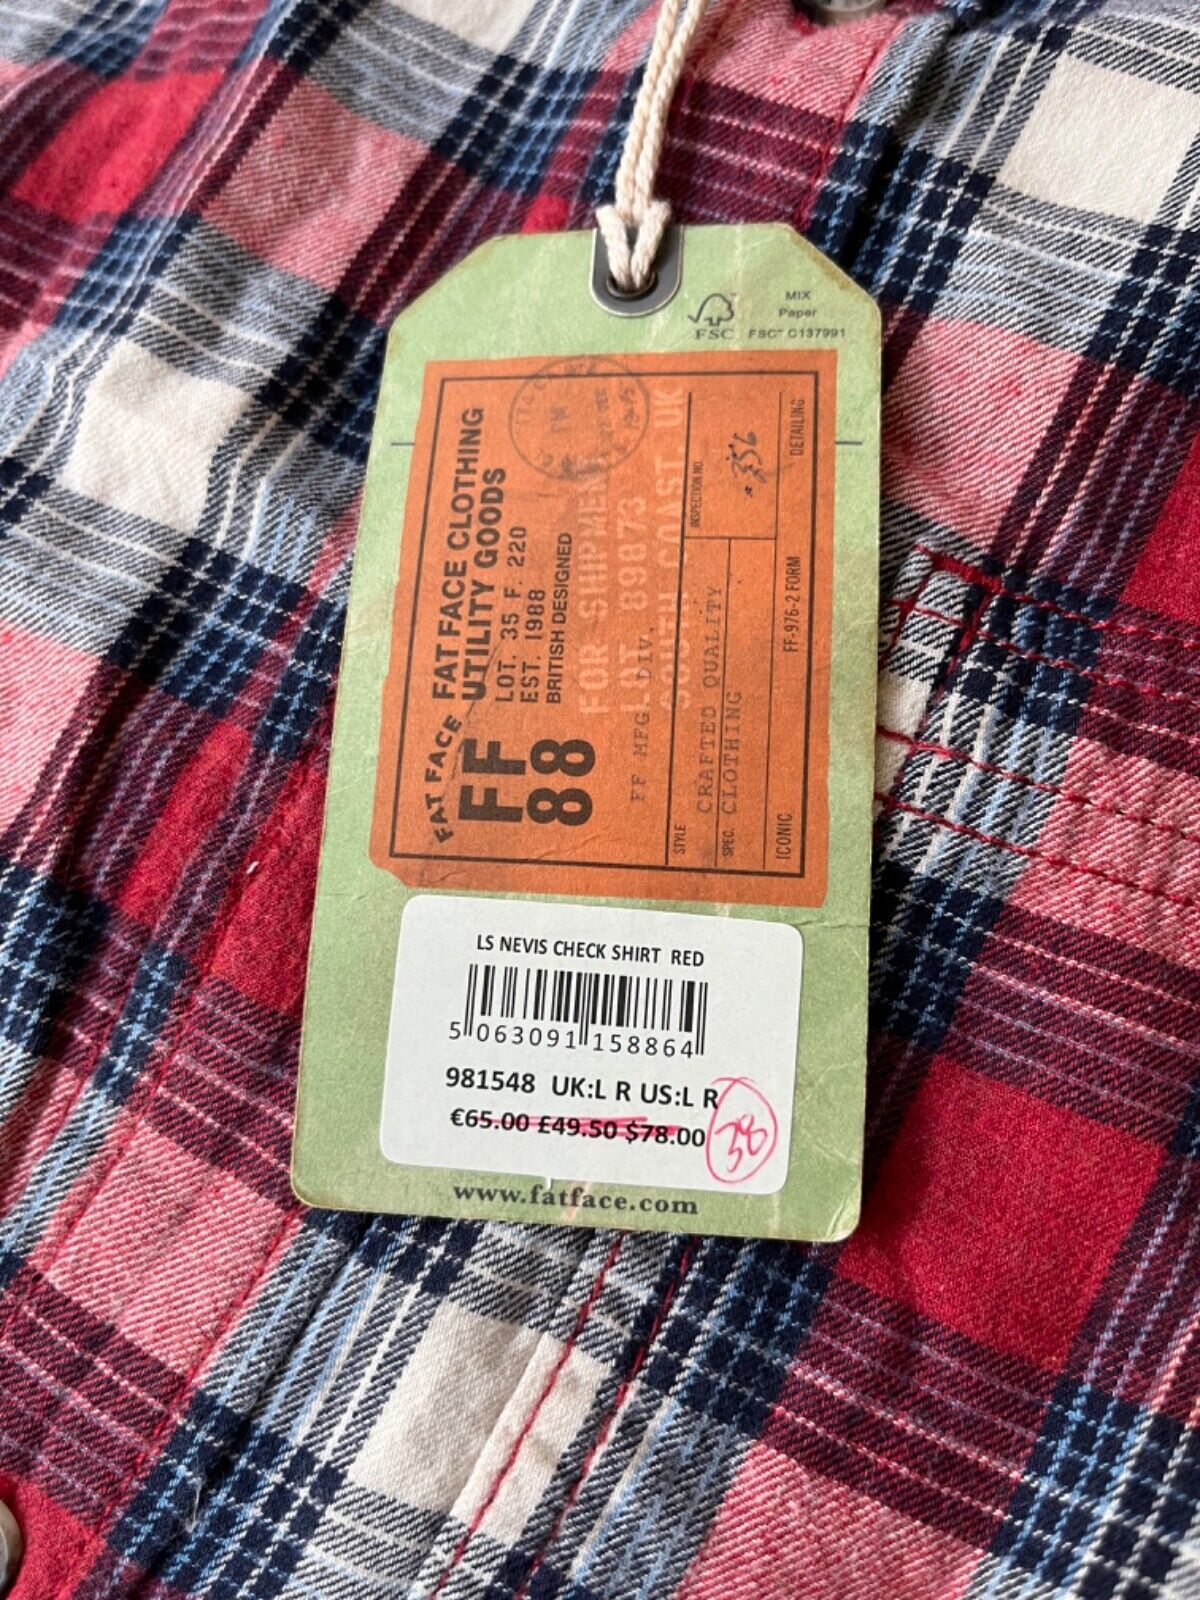 FSC
MIX
Paper
FSC™ C137991
FAT FACE
FF
88
FAT FACE CLOTHING
UTILITY GOODS
LOT. 35 F. 220
EST. 1988
BRITISH DESIGNED
FOR SHIPMENT
LOT 89873
SOUTH COAST. UK
FF MFG DIV.
STYLE
CRAFTED QUALITY
SPEC.
CLOTHING
INSPECTION NO
356
ICONIC
FF-976-2 FORM
DETAILING
LS NEVIS CHECK SHIRT RED
5 063091 158864
981548 UK:L R US:L R
€65.00 £49.50 $78.00
38
www.fatface.com